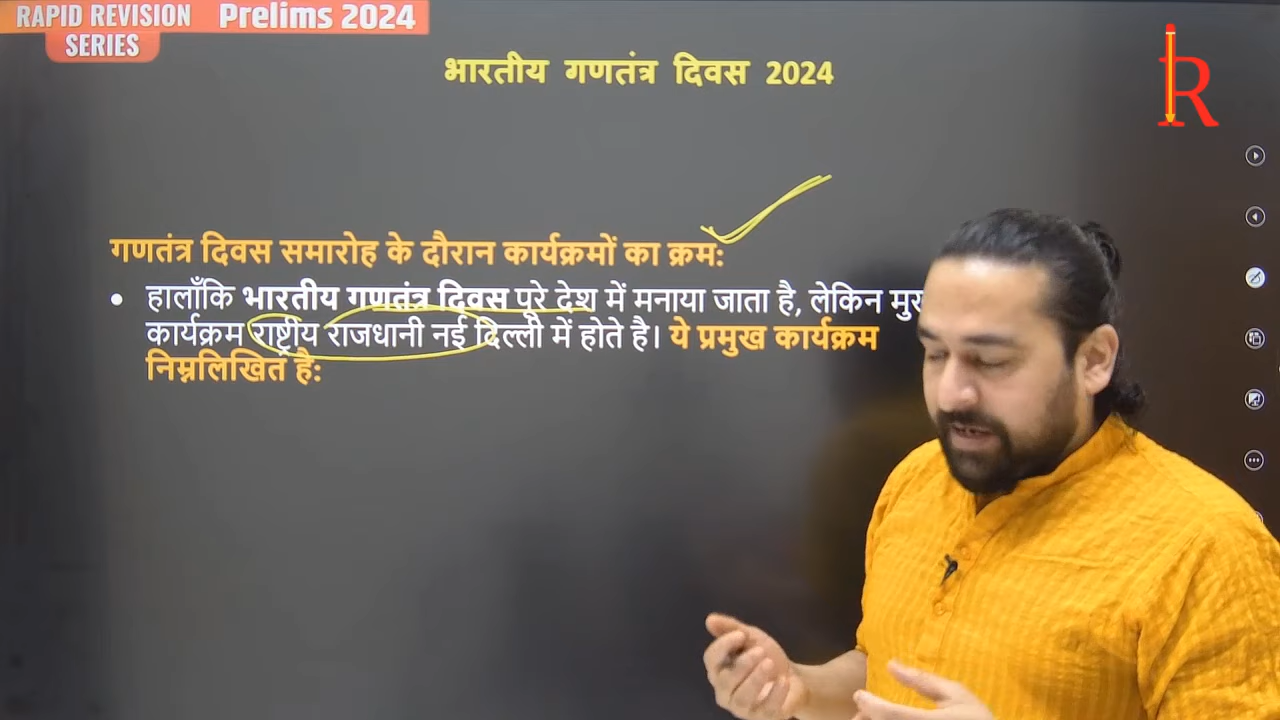 RAPID REVISION
SERIES
Prelims 2024
भारतीय गणतंत्र दिवस 2024
R
गणतंत्र दिवस समारोह के दौरान कार्यक्रमों का क्रम:
• हालाँकि भारतीय गणतंत्र दिवस पूरे देश में मनाया जाता है, लेकिन
कार्यक्रम राष्ट्रीय राजधानी नई दिल्ली में होते है। ये प्रमुख कार्यक्रम
निम्नलिखित है: